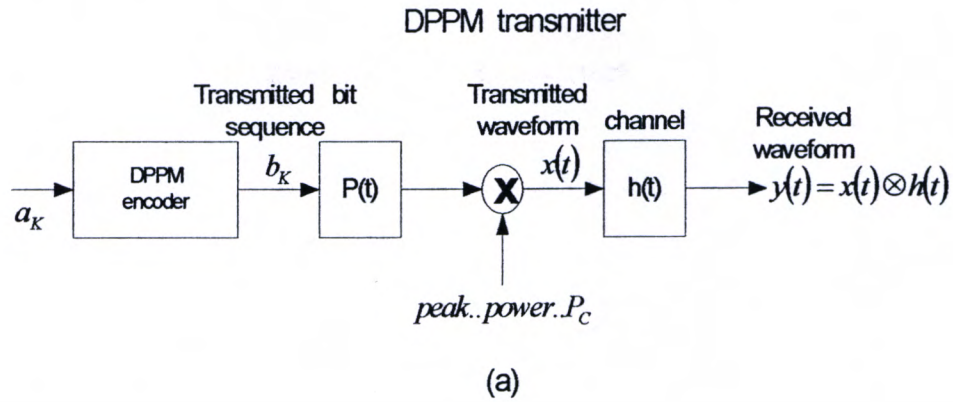 DPPM transmitter
Transmitted bit
sequence
Transmitted
waveform
channel
Received
waveform
a_K
DPPM
encoder
b_K
P(t)
X
x(t)
h(t)
y(t) = x(t)⊗h(t)
peak..power..P_C
(a)